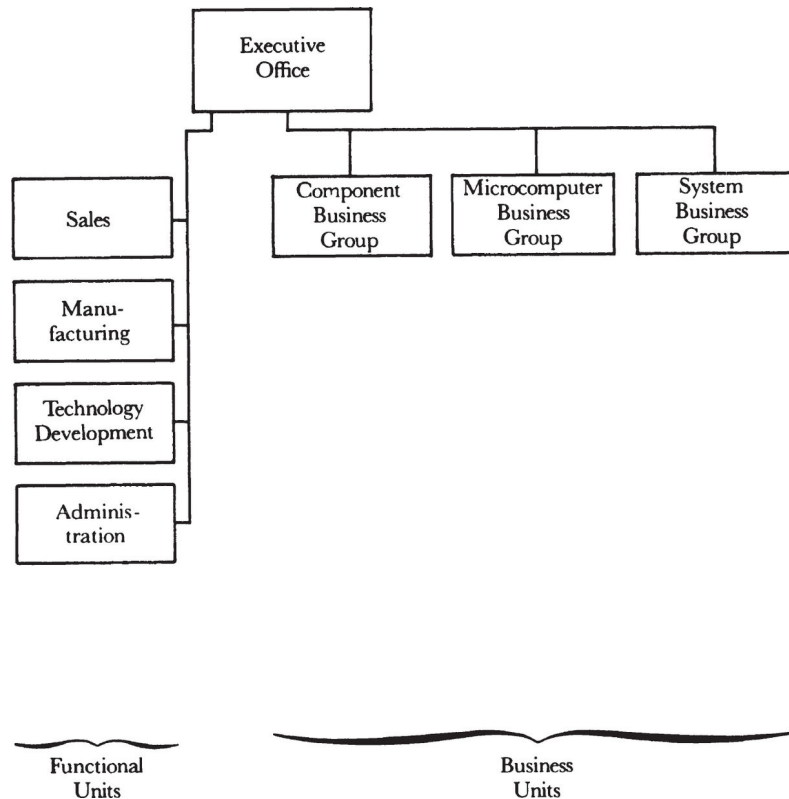 Executive
Office
Sales
Manu-
facturing
Technology
Development
Adminis-
tration
Component
Business
Group
Microcomputer
Business
Group
System
Business
Group
Functional
Units
Business
Units